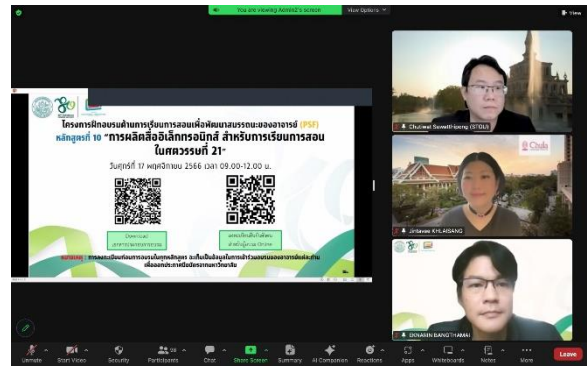 You are viewing Admin2's screen
View Options
View
โครงการฝึกอบรมด้านการเรียนการสอนเพื่อพัฒนาสมรรถนะของอาจารย์ (PSF)
หลักสูตรที่ 10 "การผลิตสื่ออิเล็กทรอนิกส์ สำหรับการเรียนการสอน
ในศตวรรษที่ 21"
วันศุกร์ที่ 17 พฤศจิกายน 2566 เวลา 09.00-12.00 น.
Download
Chutiwat Suwatthipong (STOU)
Chula
Jintavee KHLAISANG
DENABIN BANGTHAMAI
Unmute
Start Video
Security
Participants
26
Chat
Share Screen
Summary
AI Companion
Reactions
Apps
Whiteboards
Notes
More
Leave